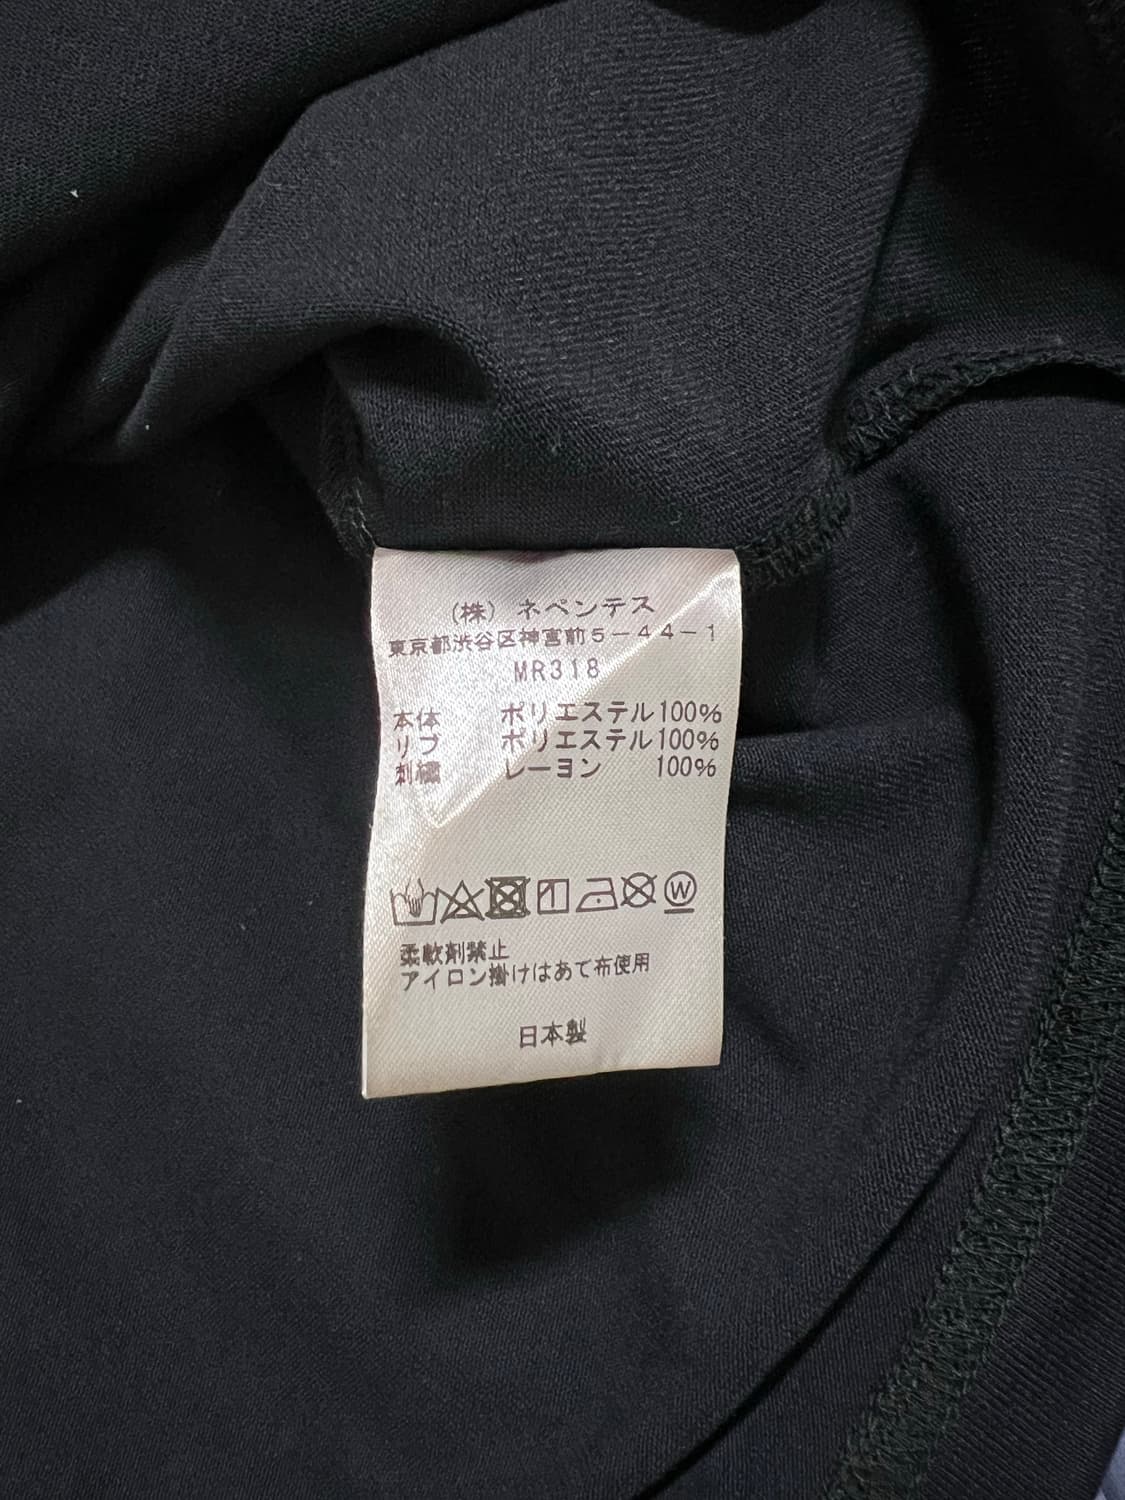 (株) ネペンテス
東京都渋谷区神宮前5-44-1
MR318
本体 ポリエステル100%
リブ ポリエステル100%
刺繍 レーヨン 100%
W
柔軟剤禁止
アイロン掛けはあて布使用
日本製